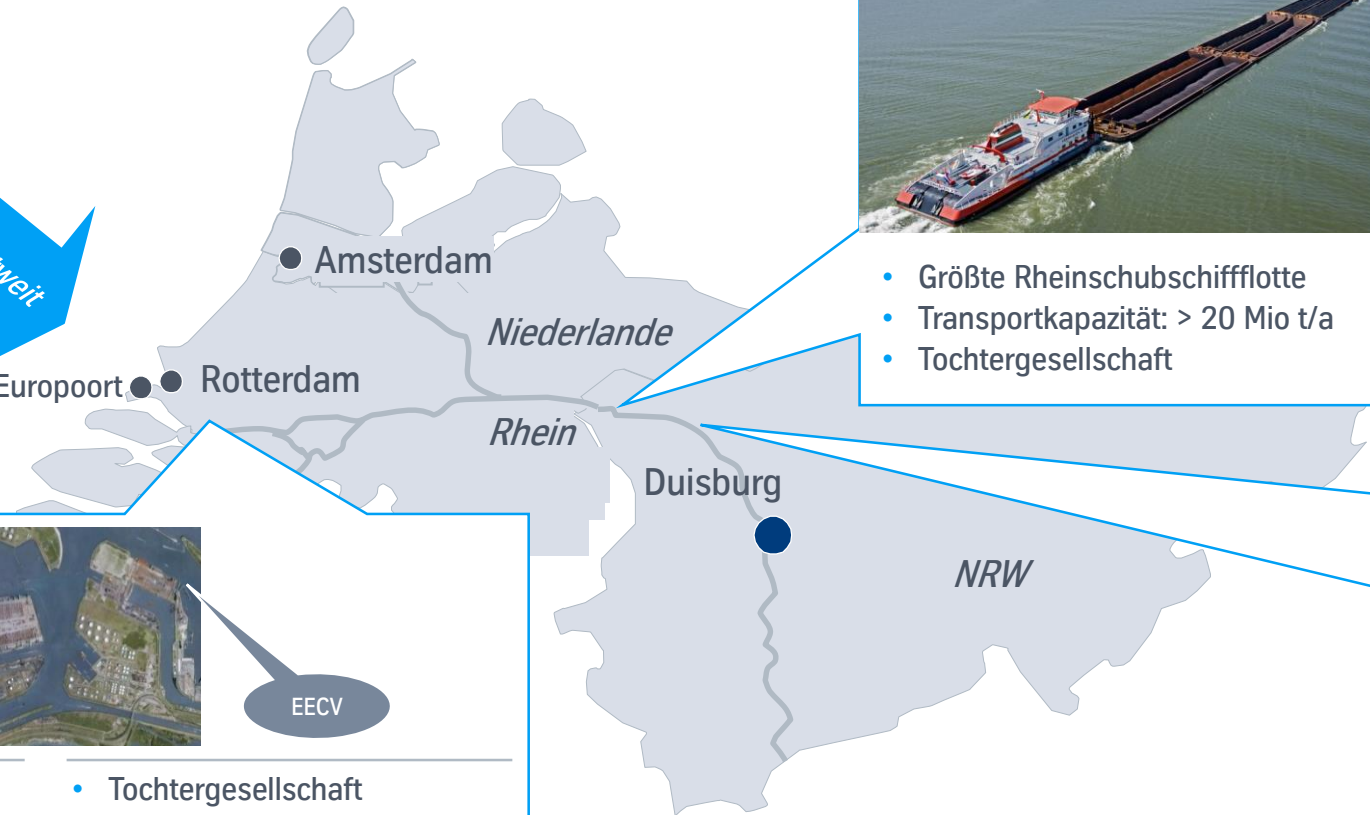 Amsterdam
Niederlande
Europoort
Rotterdam
Rhein
Duisburg
NRW
• Größte Rheinschubschiffflotte
• Transportkapazität: > 20 Mio t/a
• Tochtergesellschaft
EECV
• Tochtergesellschaft